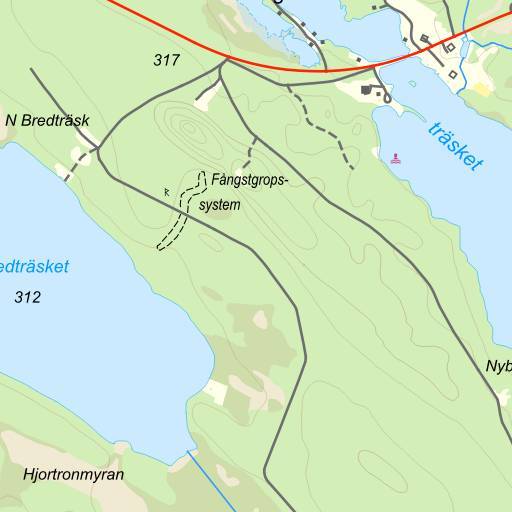 317
N Bredträsk
träsket
Fångstgrops-
system
edträsket
312
Nyb
Hjortronmyran